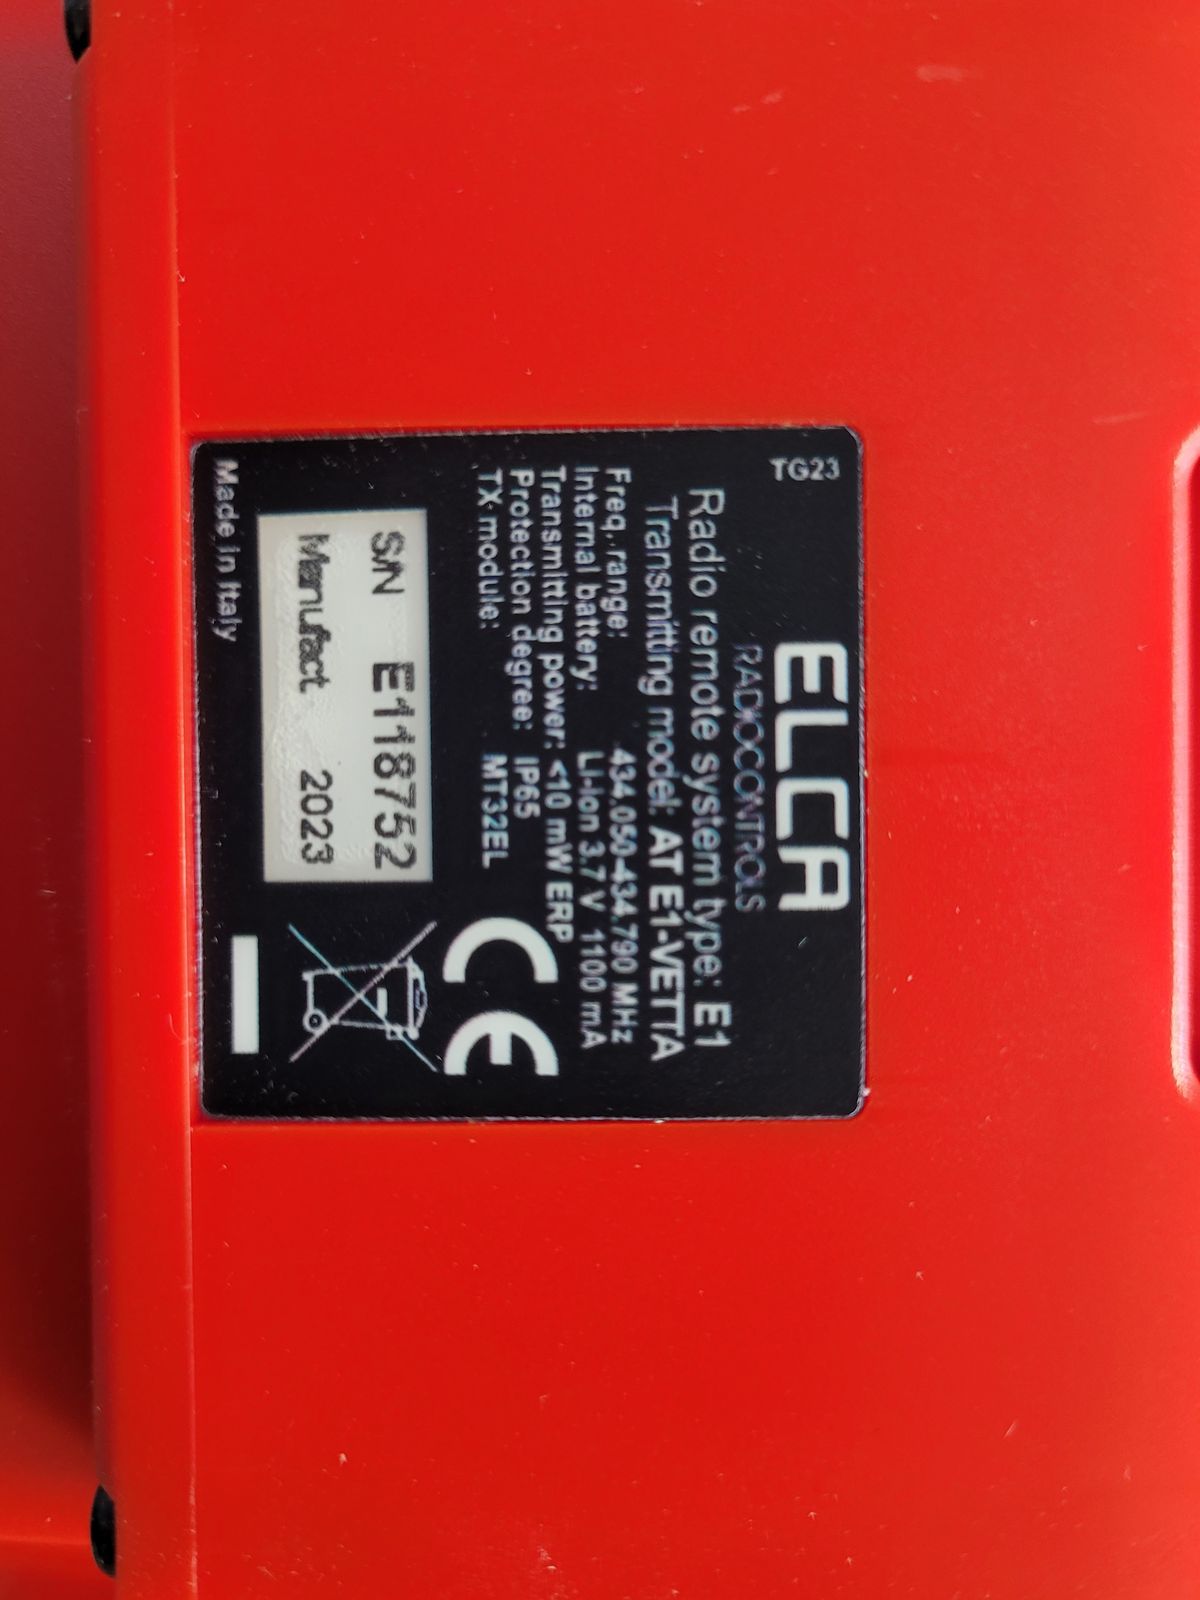 TG23
ELCA
RADIOCONTROLS
Radio remote system type: E1
Transmitting model: AT E1-VETTA
Freq. range: 434.050-434.790 MHz
Internal battery: Li-Ion 3.7 V 1100 mA
Transmitting power: <10 mW ERP
Protection degree: IP65
TX module: MT32EL
CE
S/N E118752
Manufact 2023
Made in Italy